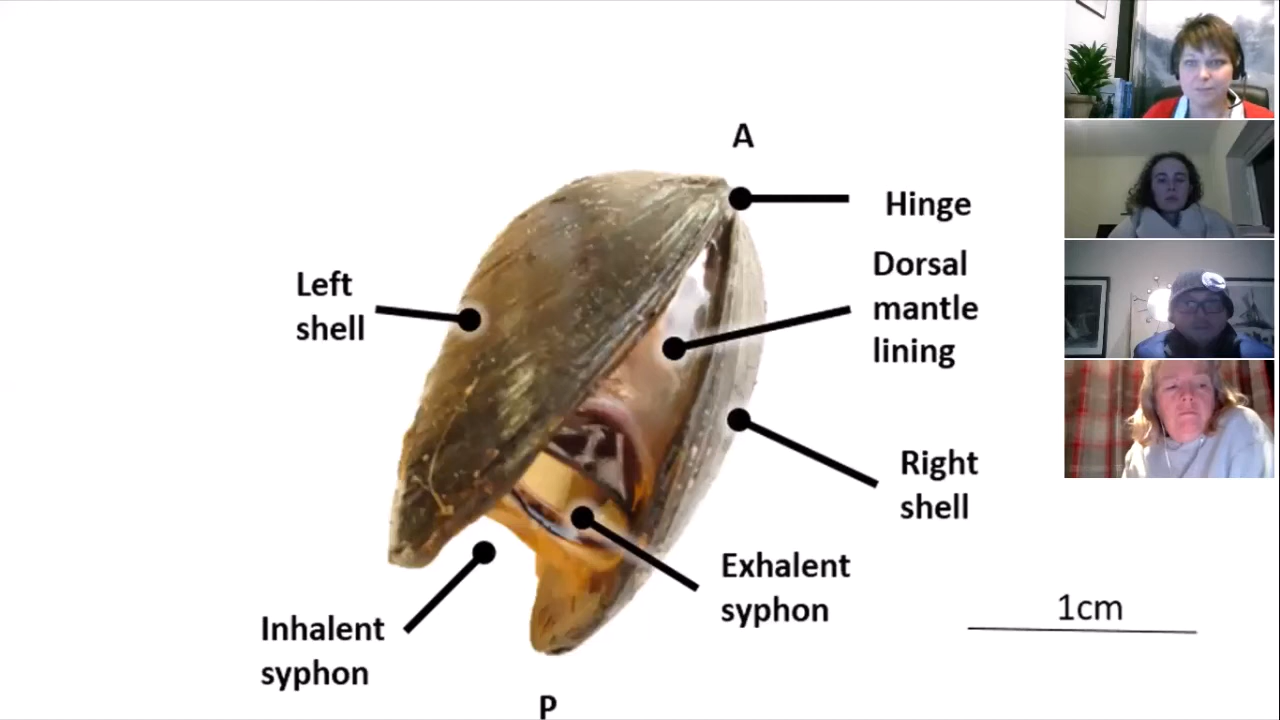 A
Hinge
Dorsal
mantle
lining
Left
shell
Right
shell
Exhalent
syphon
1cm
Inhalent
syphon
P